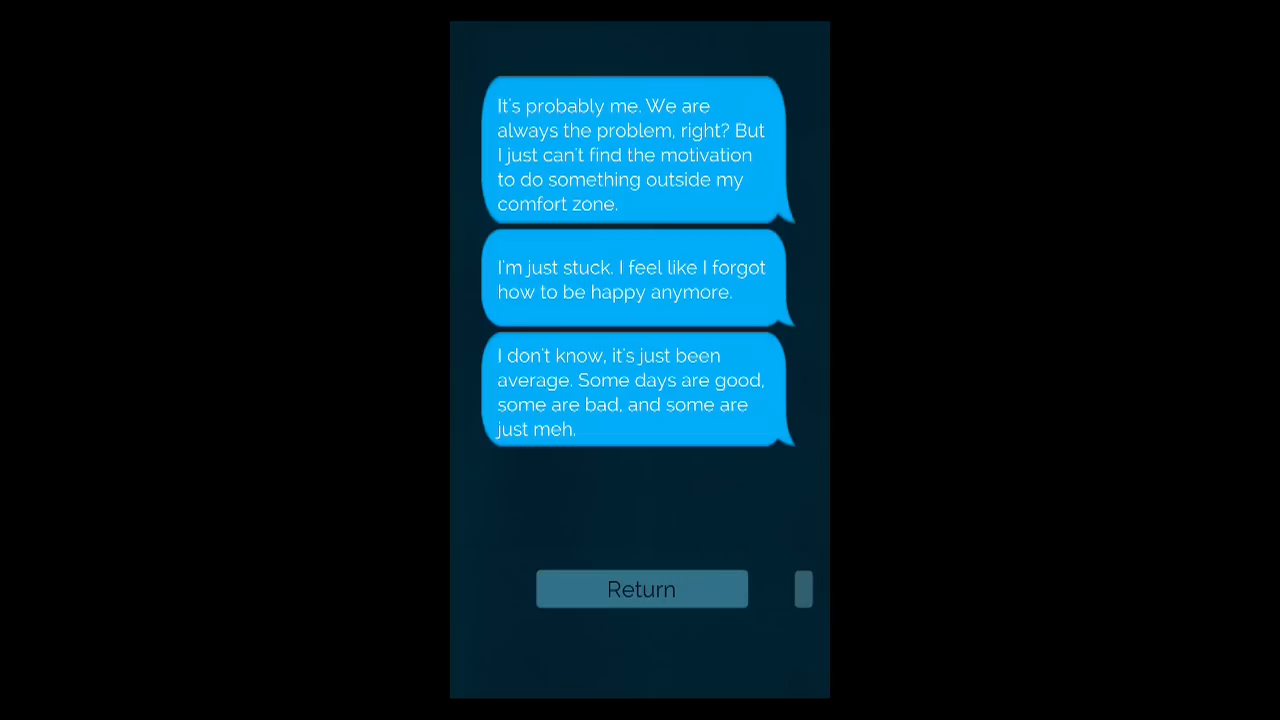 It's probably me. We are
always the problem, right? But
I just can't find the motivation
to do something outside my
comfort zone.
I'm just stuck. I feel like I forgot
how to be happy anymore.
I don't know, it's just been
average. Some days are good,
some are bad, and some are
just meh.
Return